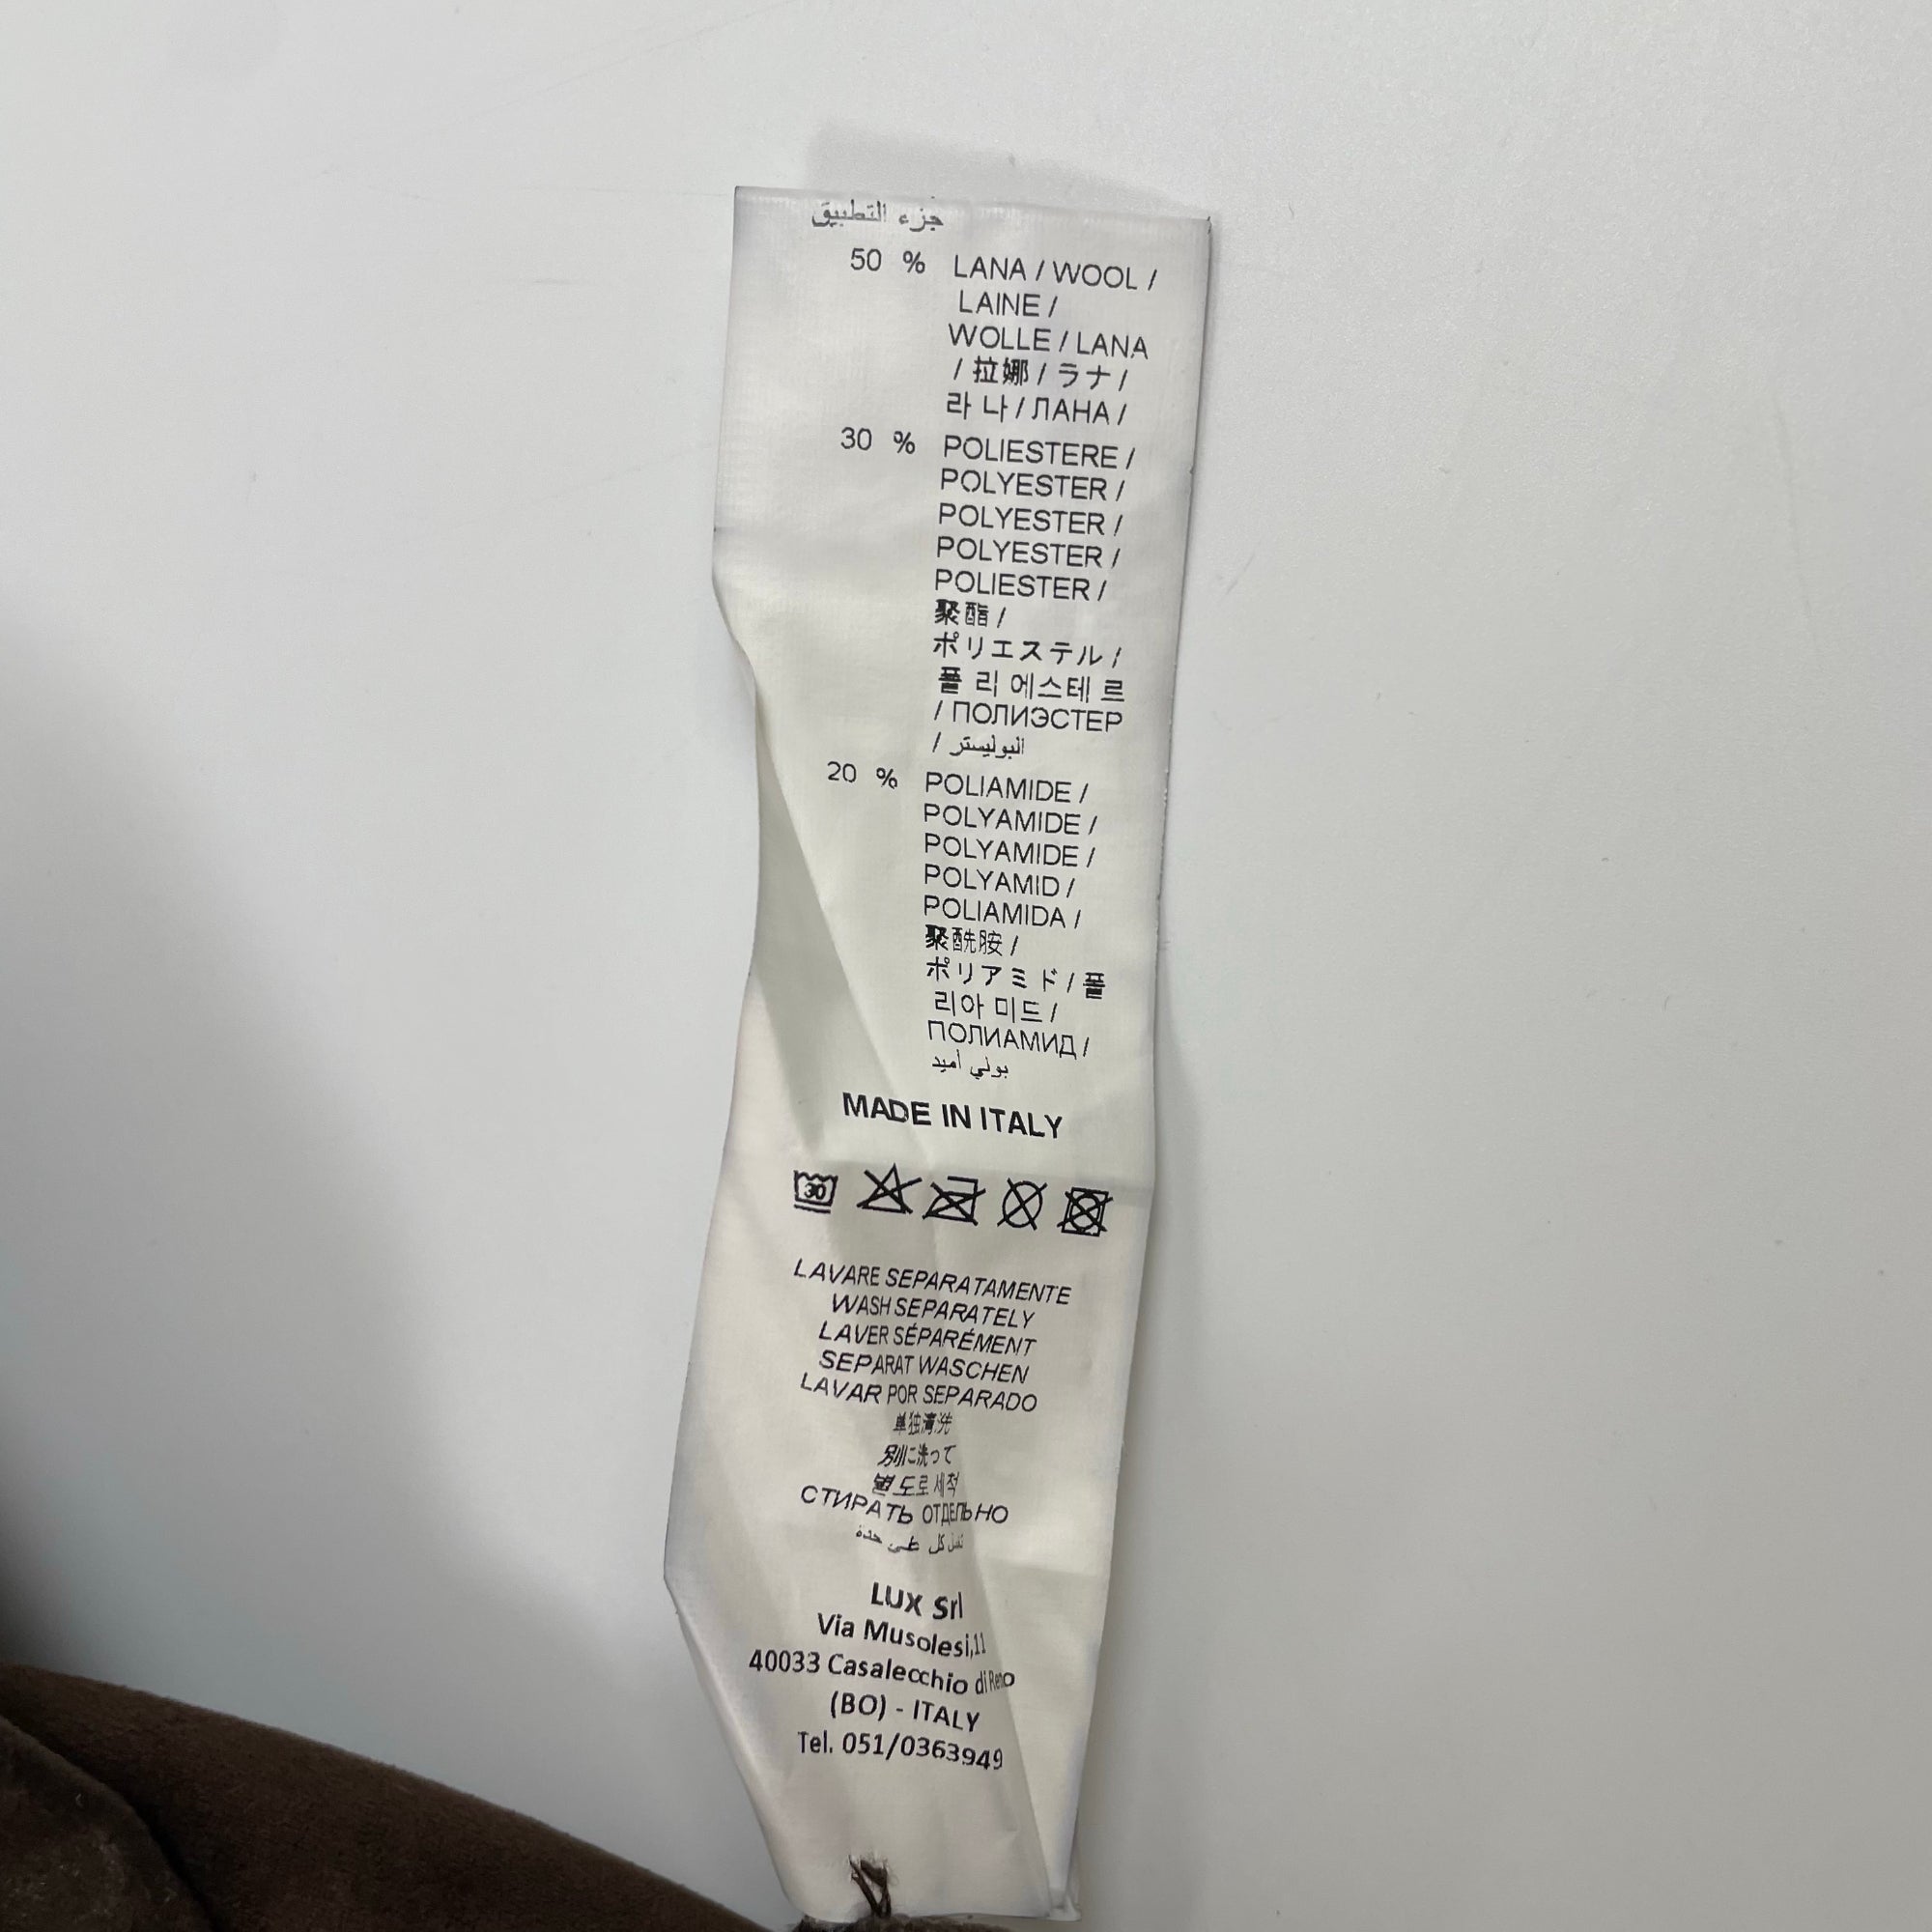 جزء التطبيق
50 % LANA / WOOL /
LAINE /
WOLLE / LANA
/ 拉娜 / ラナ /
라 나 / ЛАНА /
30 % POLIESTERE /
POLYESTER /
POLYESTER /
POLYESTER /
POLIESTER /
聚酯 /
ポリエステル /
폴 리 에스테 르
/ ПОЛИЭСТЕР
/ البوليستر
20 % POLIAMIDE /
POLYAMIDE /
POLYAMIDE /
POLYAMID /
POLIAMIDA /
聚酰胺 /
ポリアミド / 폴
리아 미드 /
ПОЛИАМИД /
بولي أميد
MADE IN ITALY
30
LAVARE SEPARATAMENTE
WASH SEPARATELY
LAVER SÉPARÉMENT
SEPARAT WASCHEN
LAVAR POR SEPARADO
单独清洗
別に洗って
별도로 세척
СТИРАТЬ ОТДЕЛЬНО
كل على حدة
LUX Srl
Via Musolesi,11
40033 Casalecchio di Reno
(BO) - ITALY
Tel. 051/0363949